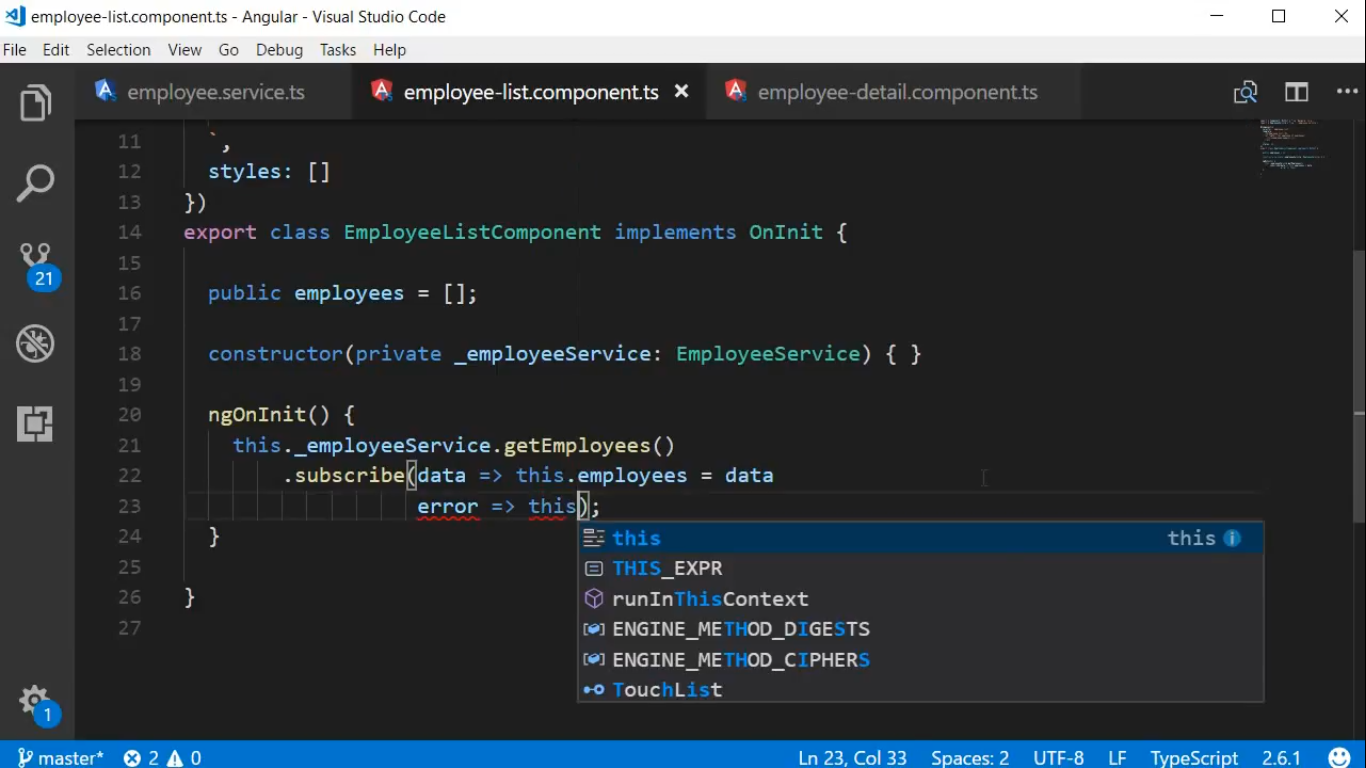 employee-list.component.ts - Angular - Visual Studio Code
File Edit Selection View Go Debug Tasks Help
employee.service.ts employee-list.component.ts employee-detail.component.ts
11 `,
12 styles: []
13 })
14 export class EmployeeListComponent implements OnInit {
15
16 public employees = [];
17
18 constructor(private _employeeService: EmployeeService) { }
19
20 ngOnInit() {
21 this._employeeService.getEmployees()
22 .subscribe(data => this.employees = data
23 error => this);
this this
24 }
THIS_EXPR
25
runInThisContext
26 }
ENGINE_METHOD_DIGESTS
27
ENGINE_METHOD_CIPHERS
TouchList
21
1
master* 2 0 Ln 23, Col 33 Spaces: 2 UTF-8 LF TypeScript 2.6.1